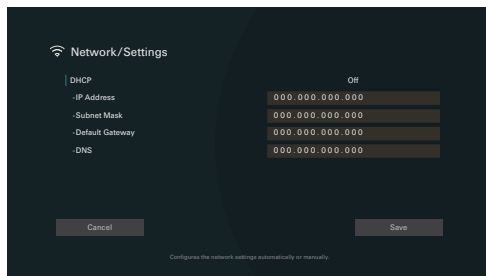 Network/Settings
DHCP Off
-IP Address 000.000.000.000
-Subnet Mask 000.000.000.000
-Default Gateway 000.000.000.000
-DNS 000.000.000.000
Cancel Save
Configures the network settings automatically or manually.